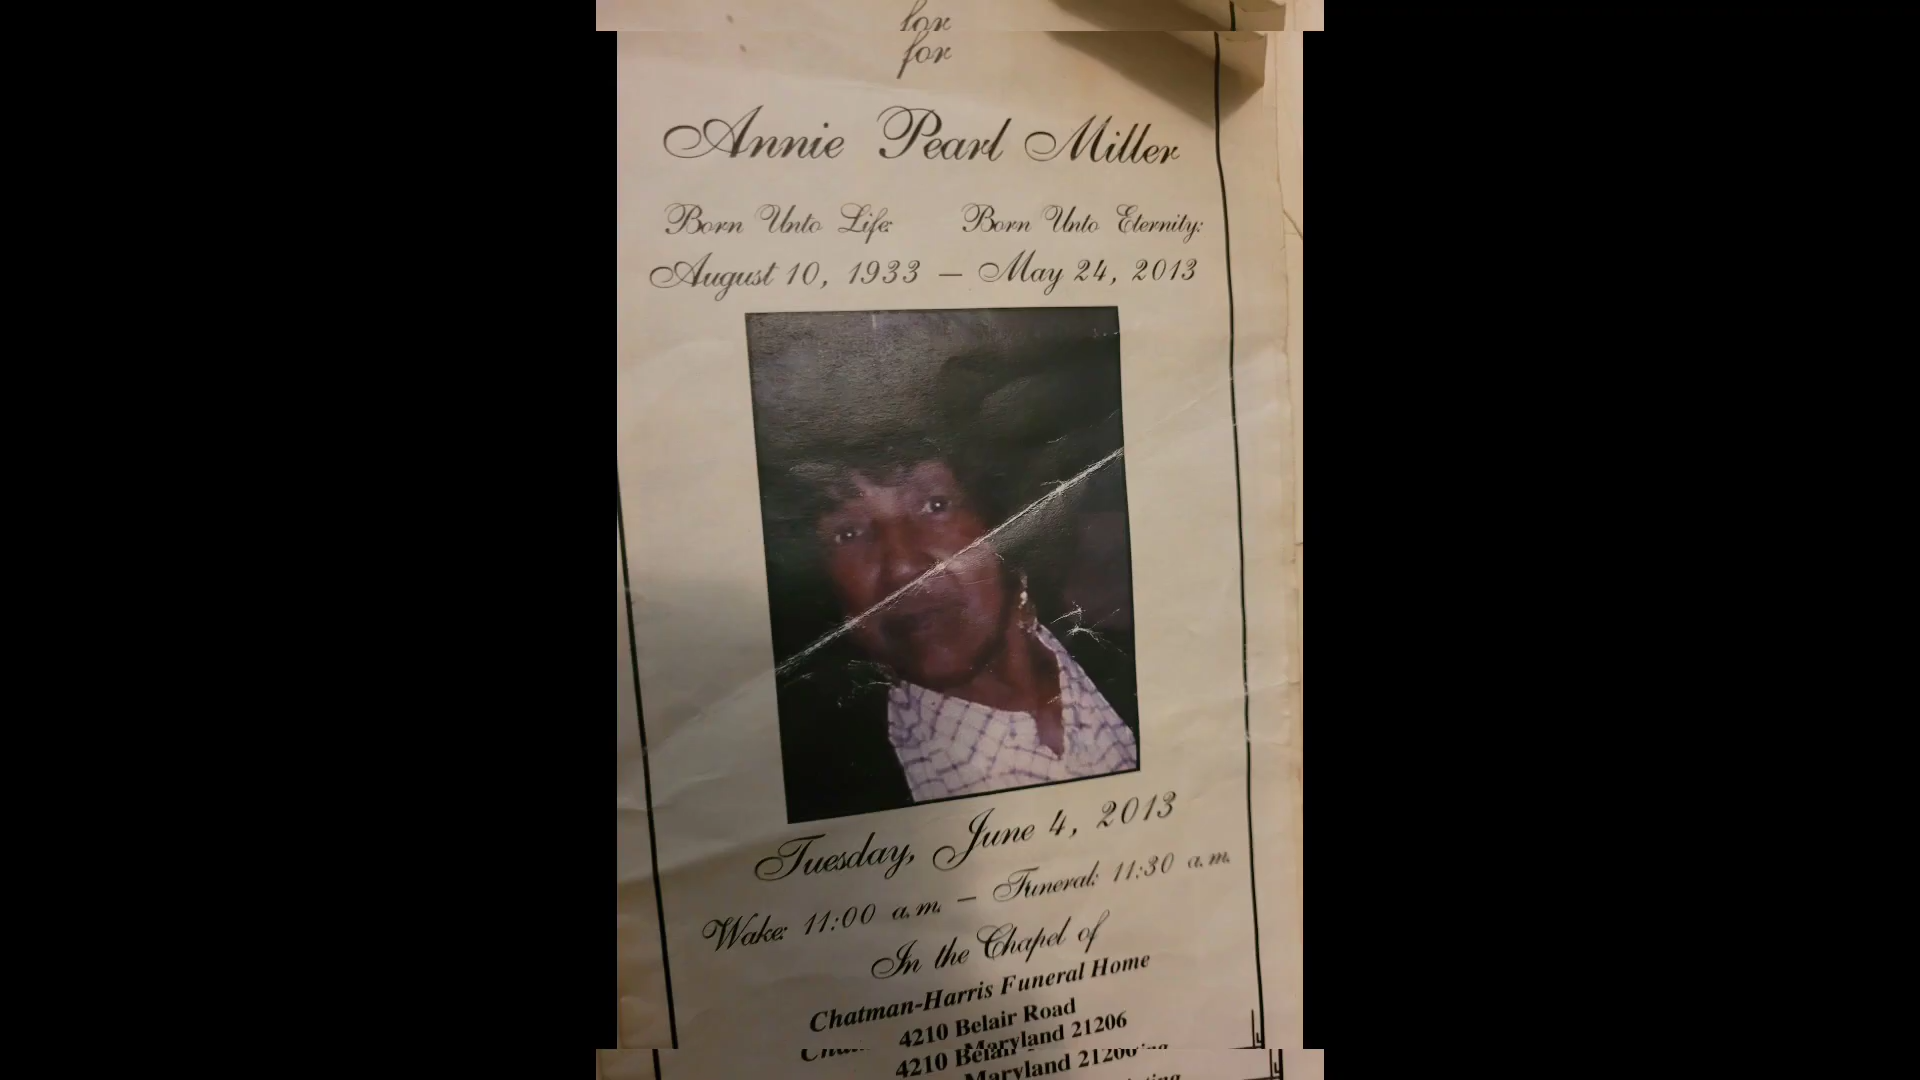 for
for
Annie Pearl Miller
Born Unto Life: Born Unto Eternity:
August 10, 1933 — May 24, 2013
Tuesday, June 4, 2013
Wake: 11:00 a.m. — Funeral: 11:30 a.m.
In the Chapel of
Chatman-Harris Funeral Home
4210 Belair Road
Maryland 21206
4210 Belair
Maryland 21206